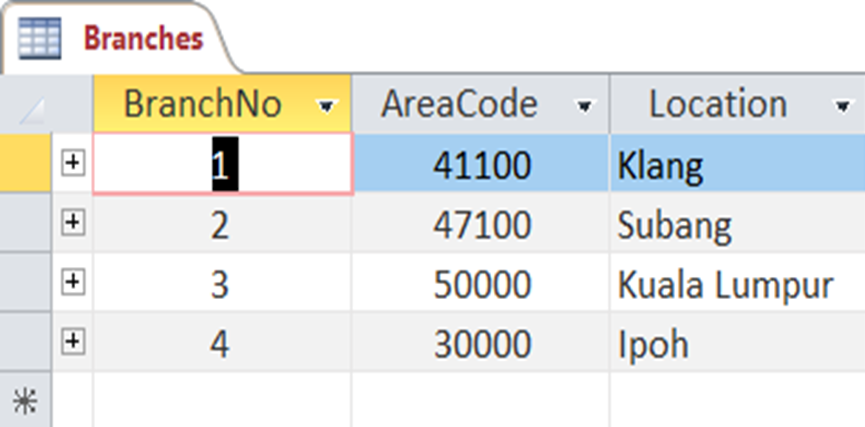 Branches
BranchNo AreaCode Location
1 41100 Klang
2 47100 Subang
3 50000 Kuala Lumpur
4 30000 Ipoh